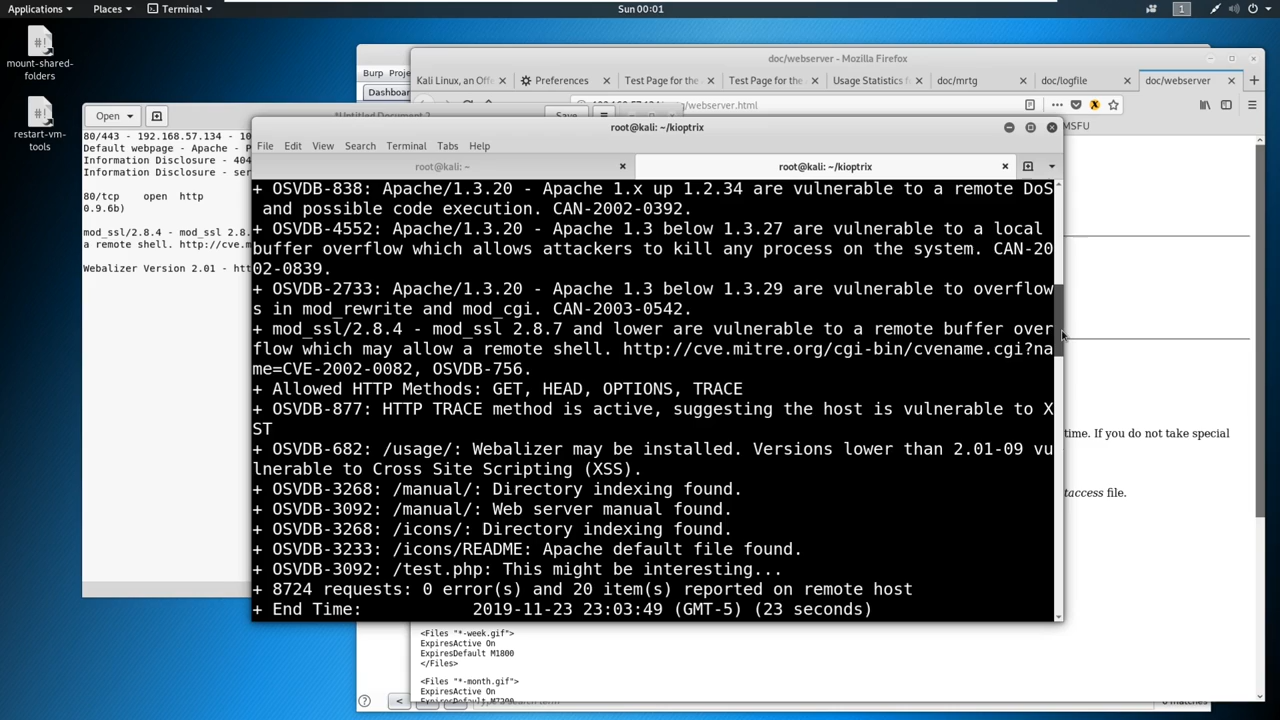 Applications
Places
Terminal
Sun 00:01
1
mount-shared-folders
restart-vm-tools
Burp Proje
Dashboar
doc/webserver - Mozilla Firefox
Kali Linux, an Offe
Preferences
Test Page for the
Test Page for the
Usage Statistics f
doc/mrtg
doc/logfile
doc/webserver
/webserver.html
MSFU
Open
*Untitled Document 2
Save
80/443 - 192.168.57.134 - 10
Default webpage - Apache - P
Information Disclosure - 404
Information Disclosure - ser
80/tcp open http
0.9.6b)
mod_ssl/2.8.4 - mod_ssl 2.8.
a remote shell. http://cve.m
Webalizer Version 2.01 - htt
root@kali: ~/kioptrix
File Edit View Search Terminal Tabs Help
root@kali: ~
root@kali: ~/kioptrix
+ OSVDB-838: Apache/1.3.20 - Apache 1.x up 1.2.34 are vulnerable to a remote DoS
and possible code execution. CAN-2002-0392.
+ OSVDB-4552: Apache/1.3.20 - Apache 1.3 below 1.3.27 are vulnerable to a local
buffer overflow which allows attackers to kill any process on the system. CAN-20
02-0839.
+ OSVDB-2733: Apache/1.3.20 - Apache 1.3 below 1.3.29 are vulnerable to overflow
s in mod_rewrite and mod_cgi. CAN-2003-0542.
+ mod_ssl/2.8.4 - mod_ssl 2.8.7 and lower are vulnerable to a remote buffer over
flow which may allow a remote shell. http://cve.mitre.org/cgi-bin/cvename.cgi?na
me=CVE-2002-0082, OSVDB-756.
+ Allowed HTTP Methods: GET, HEAD, OPTIONS, TRACE
+ OSVDB-877: HTTP TRACE method is active, suggesting the host is vulnerable to X
ST
+ OSVDB-682: /usage/: Webalizer may be installed. Versions lower than 2.01-09 vu
lnerable to Cross Site Scripting (XSS).
+ OSVDB-3268: /manual/: Directory indexing found.
+ OSVDB-3092: /manual/: Web server manual found.
+ OSVDB-3268: /icons/: Directory indexing found.
+ OSVDB-3233: /icons/README: Apache default file found.
+ OSVDB-3092: /test.php: This might be interesting...
+ 8724 requests: 0 error(s) and 20 item(s) reported on remote host
+ End Time: 2019-11-23 23:03:49 (GMT-5) (23 seconds)
time. If you do not take special
taccess file.
<Files "*-week.gif">
ExpiresActive On
ExpiresDefault M1800
</Files>
<Files "*-month.gif">
ExpiresActive On